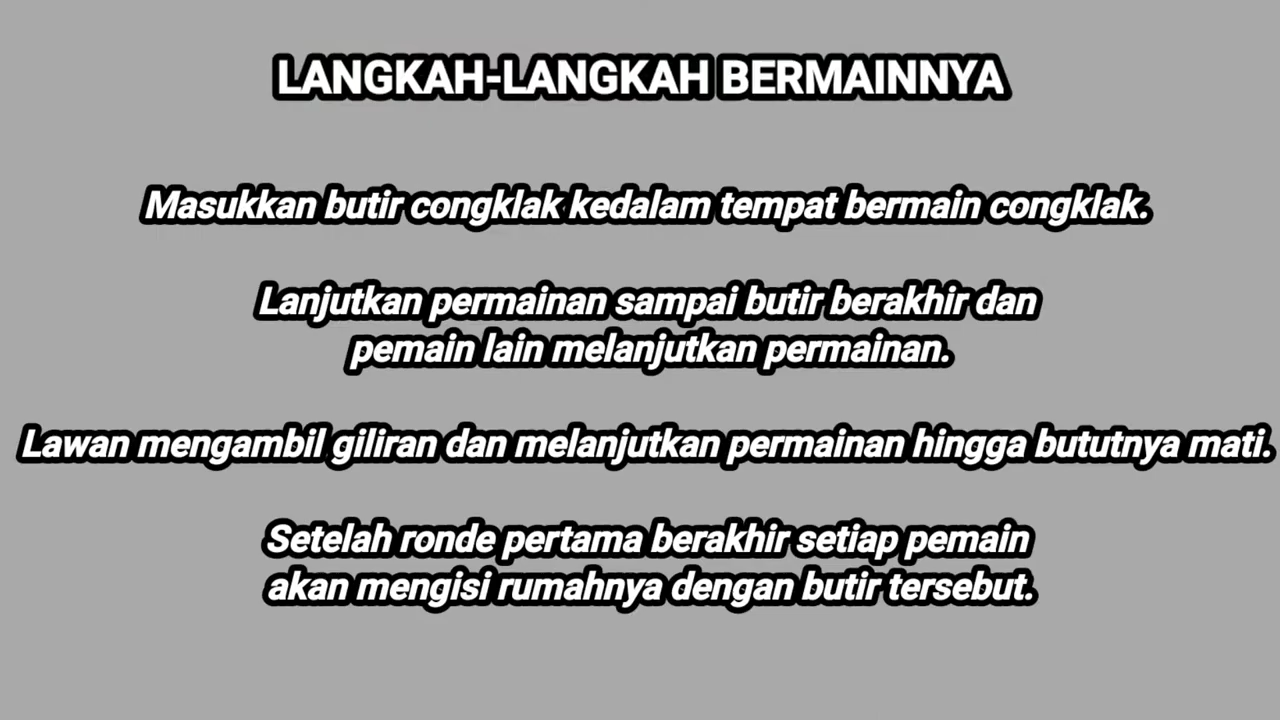 LANGKAH-LANGKAH BERMAINNYA
Masukkan butir congklak kedalam tempat bermain congklak.
Lanjutkan permainan sampai butir berakhir dan
pemain lain melanjutkan permainan.
Lawan mengambil giliran dan melanjutkan permainan hingga bututnya mati.
Setelah ronde pertama berakhir setiap pemain
akan mengisi rumahnya dengan butir tersebut.